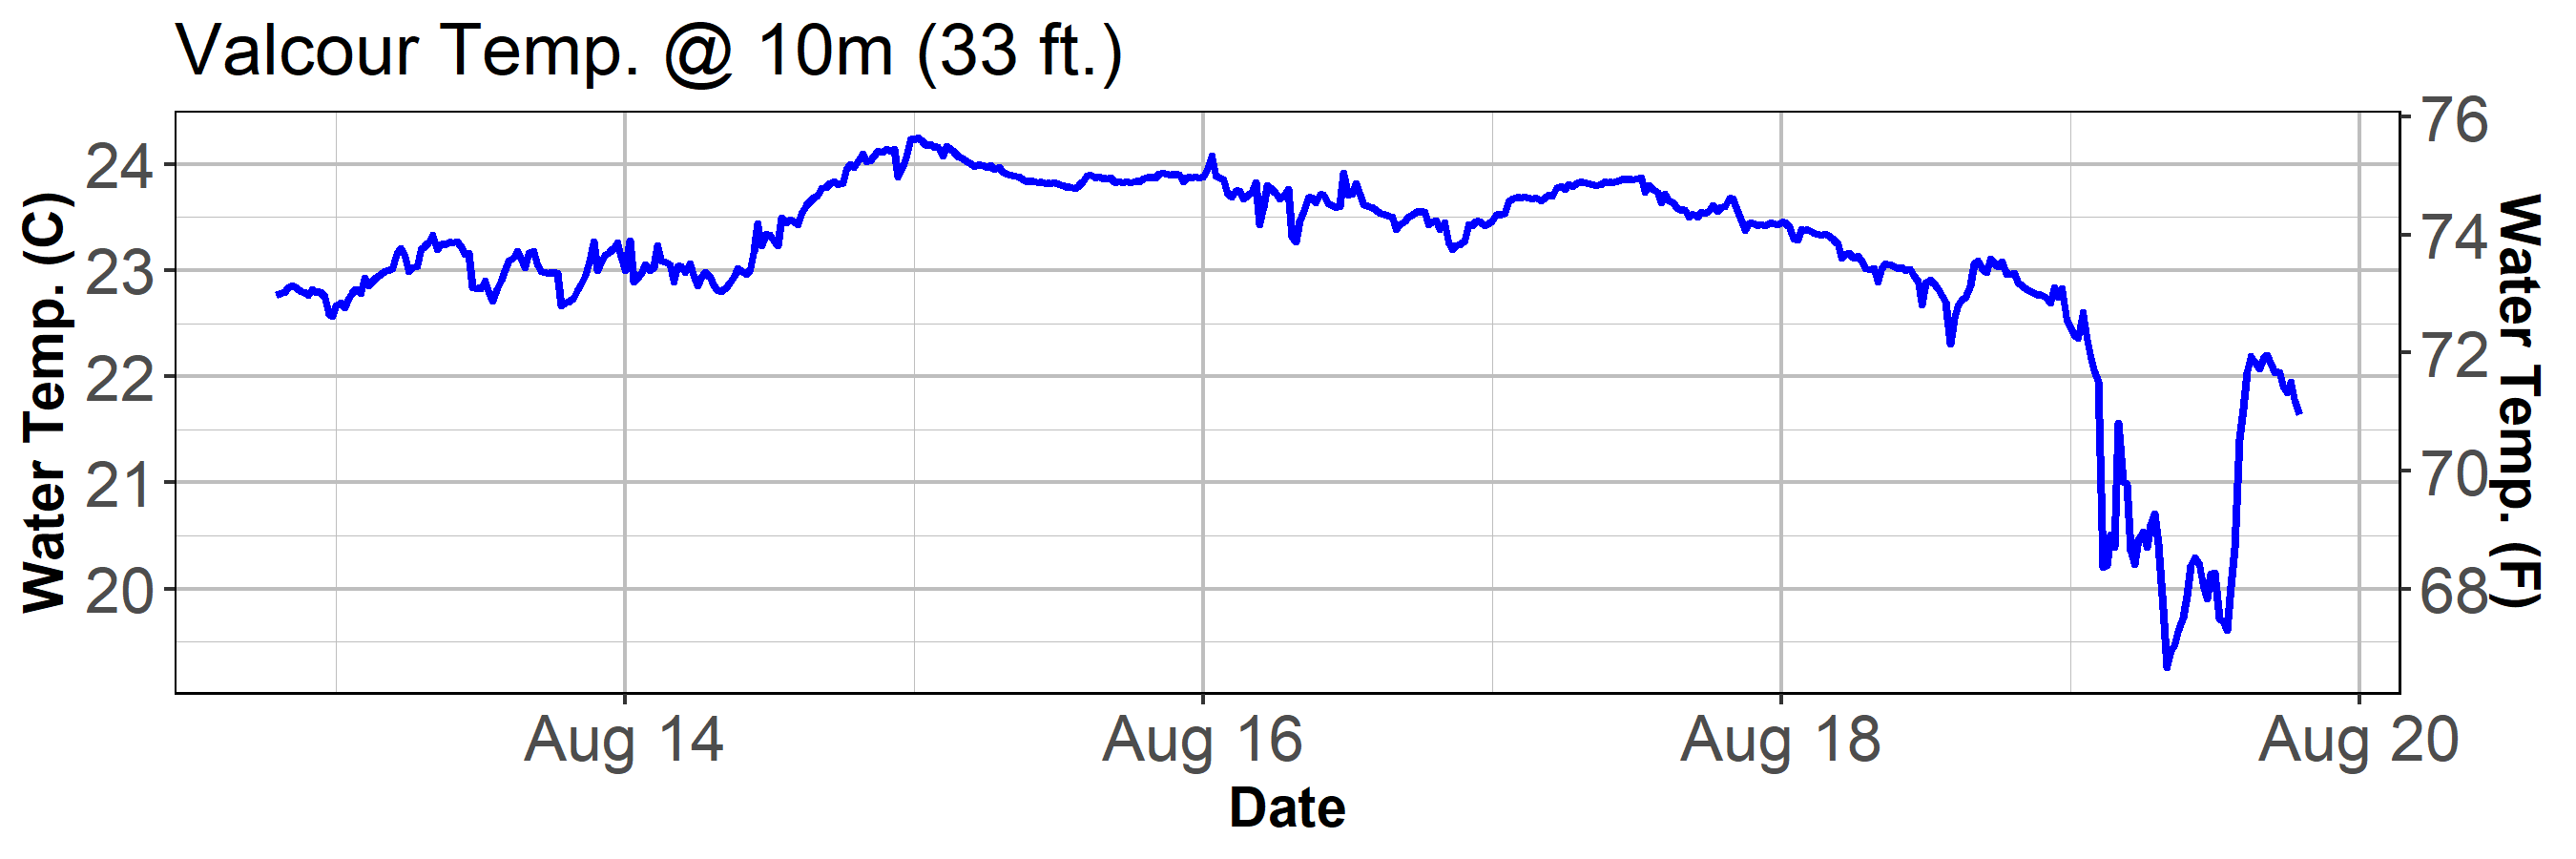 Valcour Temp. @ 10m (33 ft.)
Water Temp. (C)
24
23
22
21
20
76
74
72
70
68
Water Temp. (F)
Aug 14
Aug 16
Aug 18
Aug 20
Date